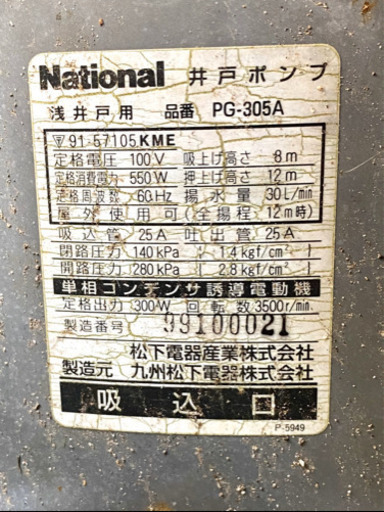 National 井戸ポンプ
浅井戸用 品番 PG-305A
91-57105 KME
定格電圧 100V 吸上げ高さ 8m
定格消費電力 550W 押上げ高さ 12m
定格周波数 60Hz 揚水量 30L/min
屋外使用可 (全揚程 12m時)
吸込管 25A 吐出管 25A
閉路圧力 140kPa [1.4kgf/cm²]
開路圧力 280kPa [2.8kgf/cm²]
単相コンデンサ誘導電動機
定格出力 300W 回転数 3500r/min
製造番号 99100021
松下電器産業株式会社
製造元 九州松下電器株式会社
吸込口
P-5949